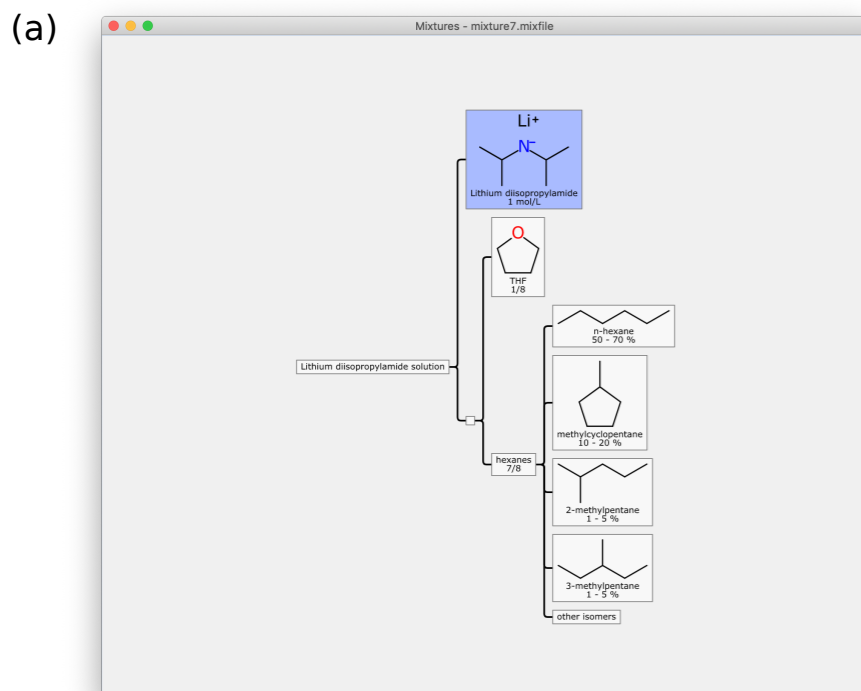 (a)
Mixtures - mixture7.mixfile
Li+
N−
Lithium diisopropylamide
1 mol/L
O
THF
1/8
n-hexane
50 - 70 %
Lithium diisopropylamide solution
methylcyclopentane
10 - 20 %
hexanes
7/8
2-methylpentane
1 - 5 %
3-methylpentane
1 - 5 %
other isomers